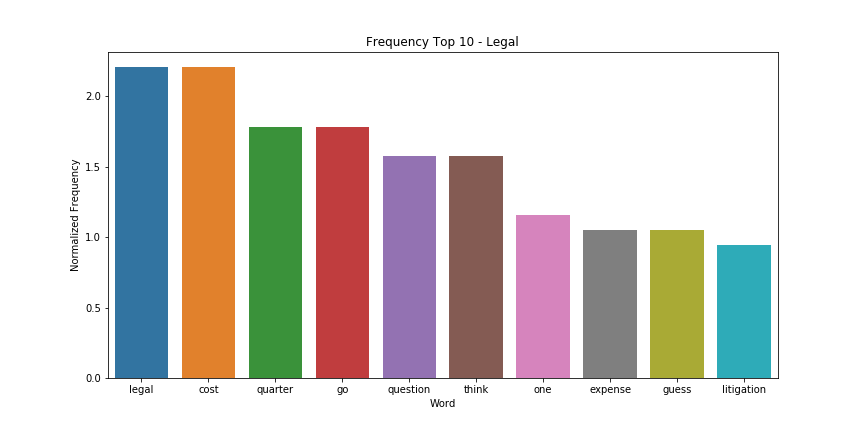 Frequency Top 10 - Legal
Normalized Frequency
2.0
1.5
1.0
0.5
0.0
legal cost quarter go question think one expense guess litigation
Word